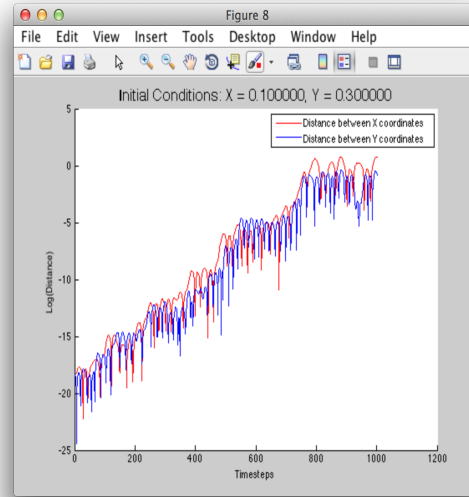 Figure 8
File Edit View Insert Tools Desktop Window Help
Initial Conditions: X = 0.100000, Y = 0.300000
Distance between X coordinates
Distance between Y coordinates
5
0
-5
-10
-15
-20
-25
Log(Distance)
0 200 400 600 800 1000 1200
Timesteps